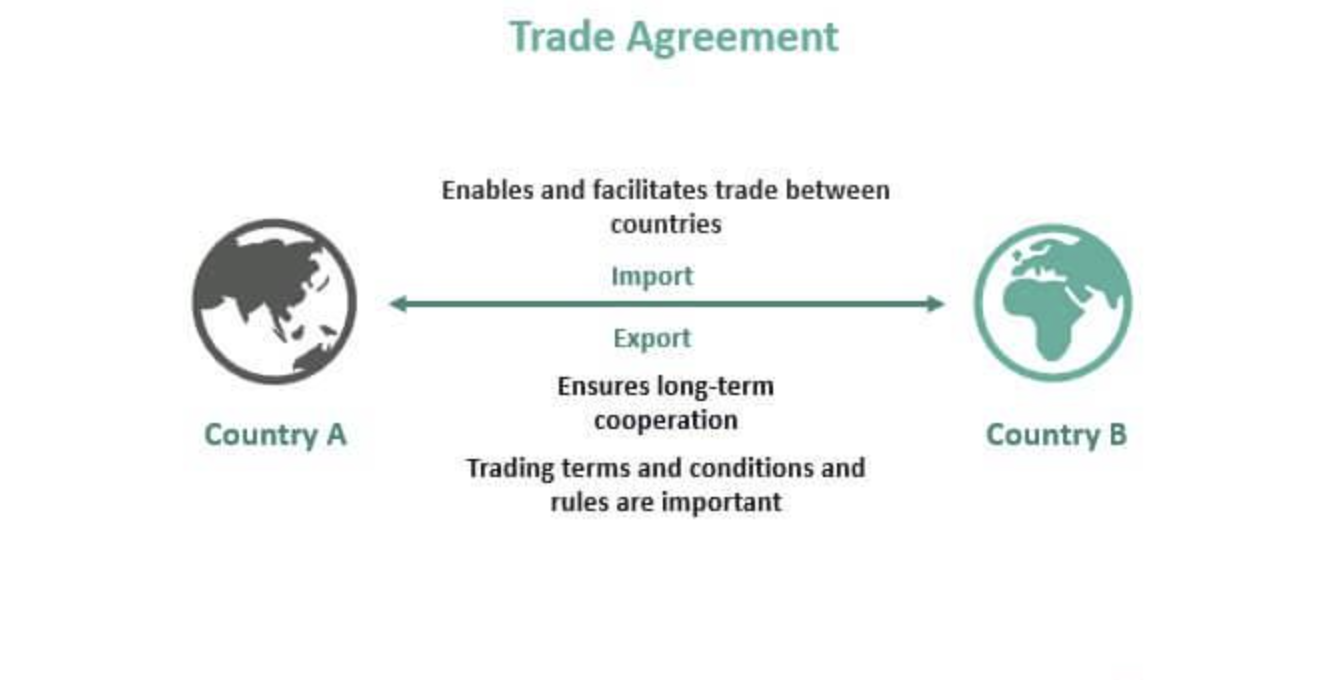 Trade Agreement
Enables and facilitates trade between
countries
Import
Export
Ensures long-term
cooperation
Country A
Country B
Trading terms and conditions and
rules are important